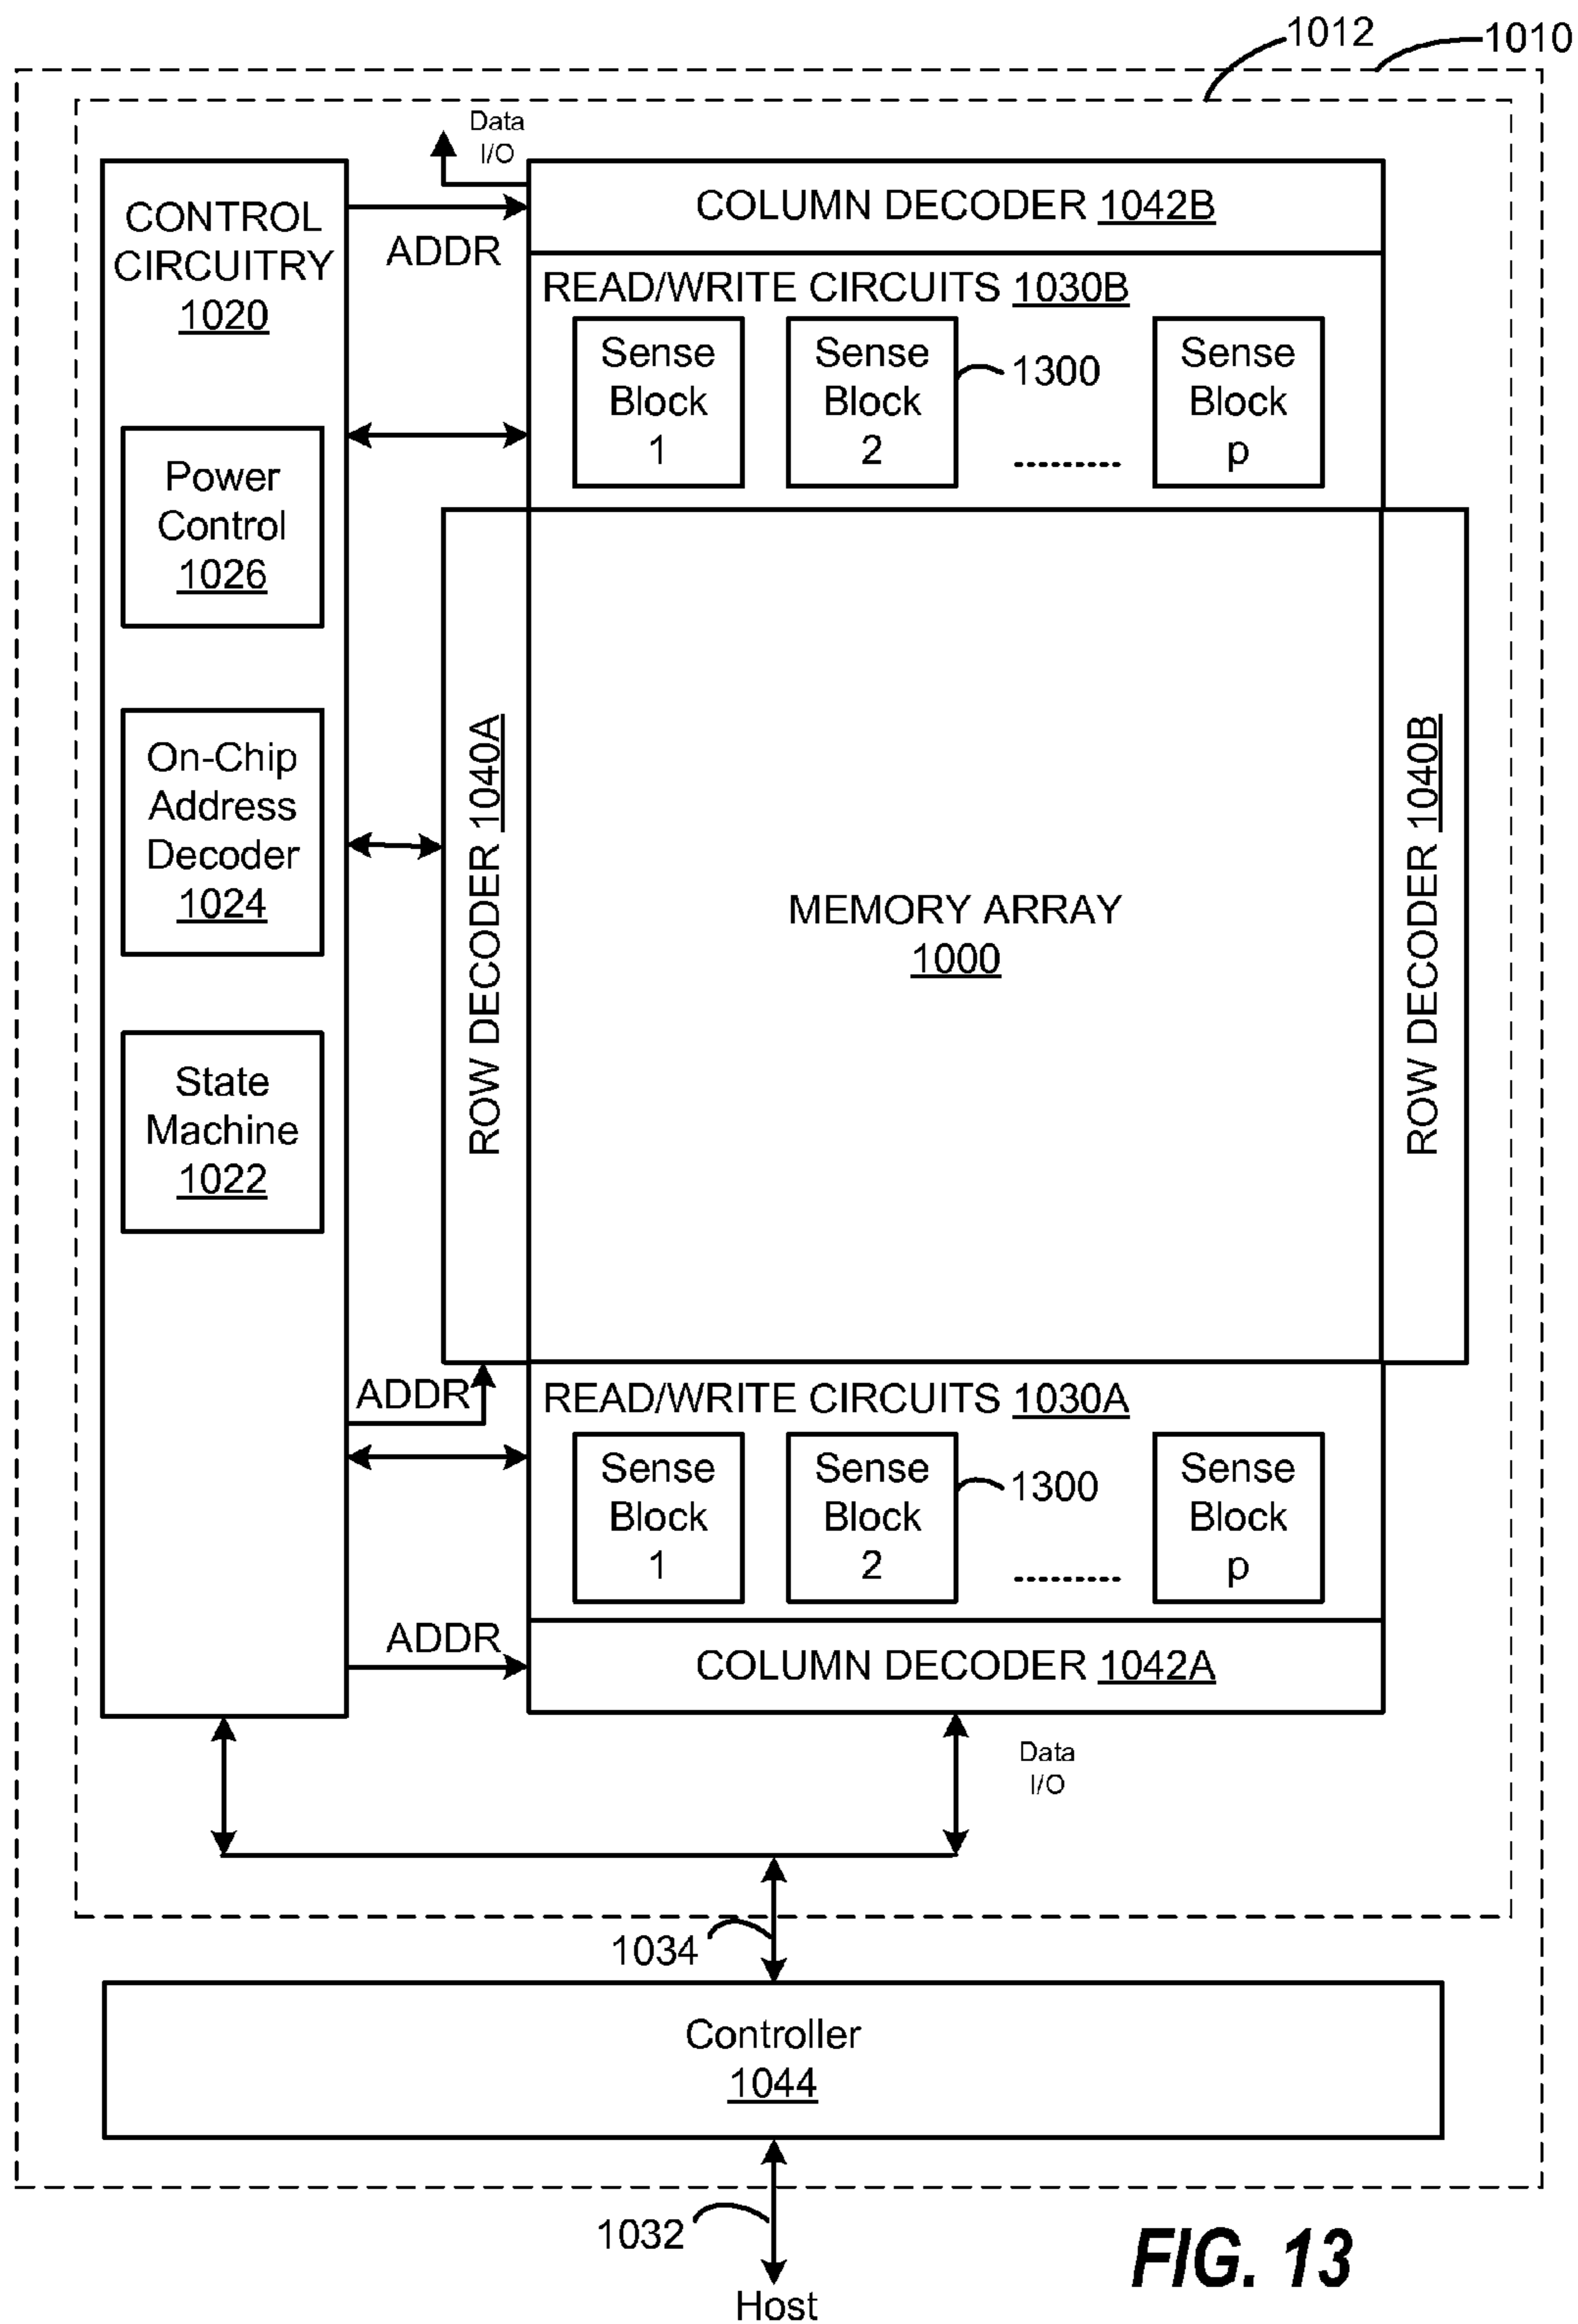 1012
1010
Data
I/O
CONTROL
CIRCUITRY
1020
ADDR
COLUMN DECODER 1042B
READ/WRITE CIRCUITS 1030B
Sense
Block
1
Sense
Block
2
1300
.........
Sense
Block
p
Power
Control
1026
On-Chip
Address
Decoder
1024
State
Machine
1022
ROW DECODER 1040A
MEMORY ARRAY
1000
ROW DECODER 1040B
ADDR
READ/WRITE CIRCUITS 1030A
Sense
Block
1
Sense
Block
2
1300
.........
Sense
Block
p
ADDR
COLUMN DECODER 1042A
Data
I/O
1034
Controller
1044
1032
Host
FIG. 13